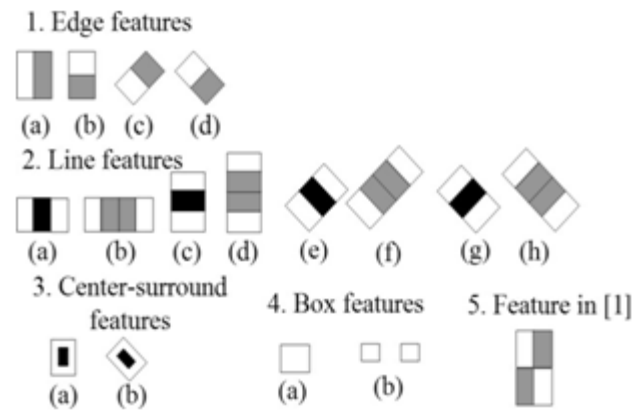 1. Edge features
(a) (b) (c) (d)
2. Line features
(a) (b) (c) (d) (e) (f) (g) (h)
3. Center-surround
features
(a) (b)
4. Box features
(a) (b)
5. Feature in [1]